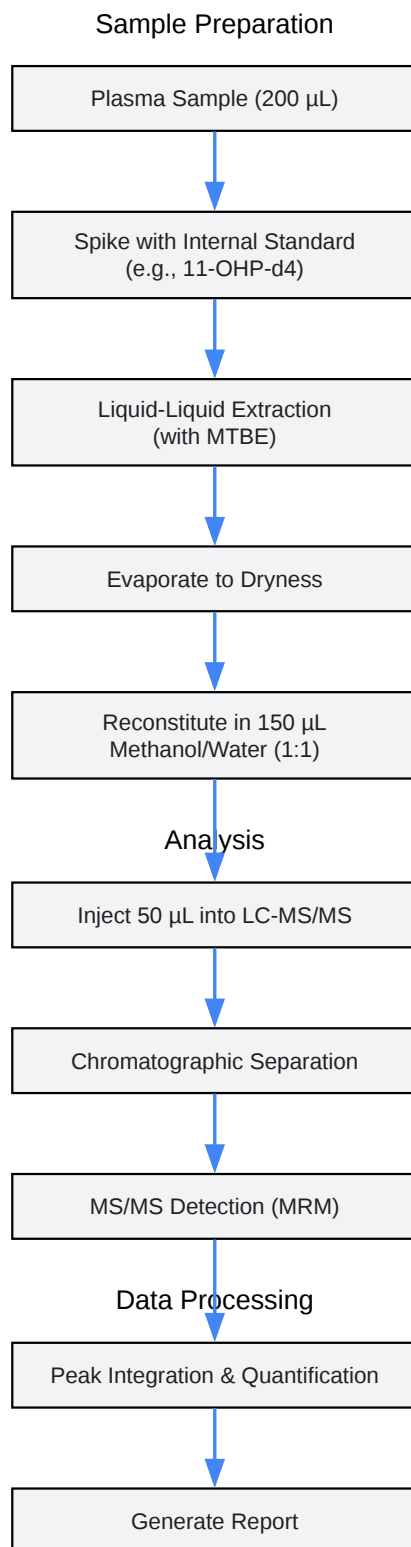 Sample Preparation
Plasma Sample (200 µL)
Spike with Internal Standard
(e.g., 11-OHP-d4)
Liquid-Liquid Extraction
(with MTBE)
Evaporate to Dryness
Reconstitute in 150 µL
Methanol/Water (1:1)
Analysis
Inject 50 µL into LC-MS/MS
Chromatographic Separation
MS/MS Detection (MRM)
Data Processing
Peak Integration & Quantification
Generate Report